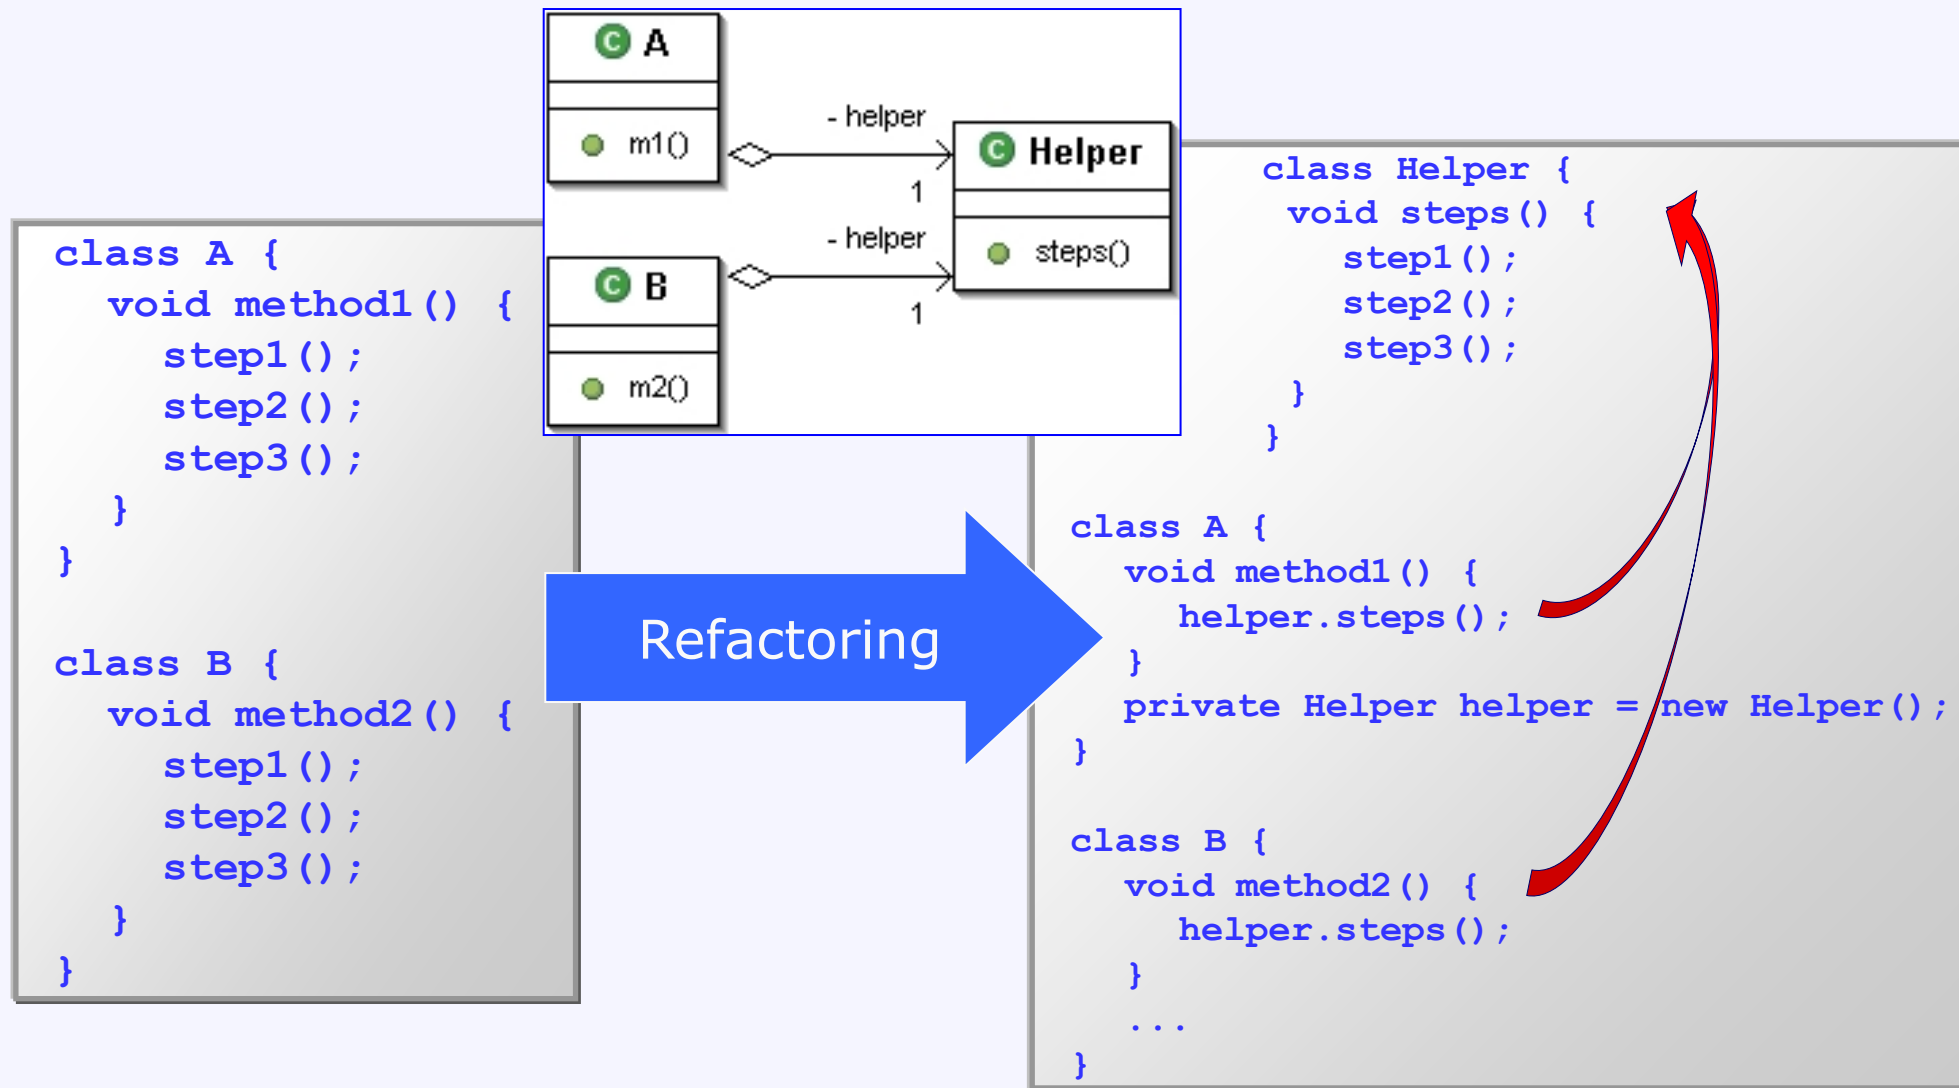 class A {
void method1() {
step1();
step2();
step3();
}
}
class B {
void method2() {
step1();
step2();
step3();
}
}
C A
m1()
C B
m2()
- helper
1
- helper
1
C Helper
steps()
Refactoring
class Helper {
void steps() {
step1();
step2();
step3();
}
}
class A {
void method1() {
helper.steps();
}
private Helper helper = new Helper();
}
class B {
void method2() {
helper.steps();
}
...
}